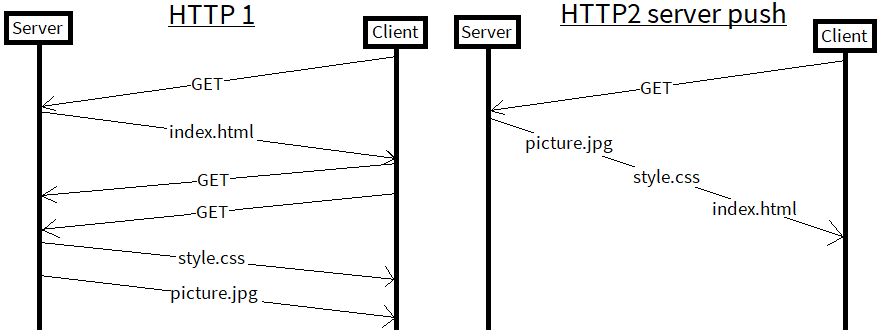 HTTP 1
Server
Client
GET
index.html
GET
GET
style.css
picture.jpg
HTTP2 server push
Server
Client
GET
picture.jpg
style.css
index.html